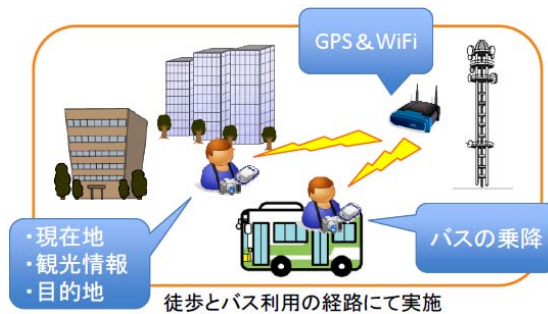 GPS＆WiFi
・現在地
・観光情報
・目的地
バスの乗降
徒歩とバス利用の経路にて実施